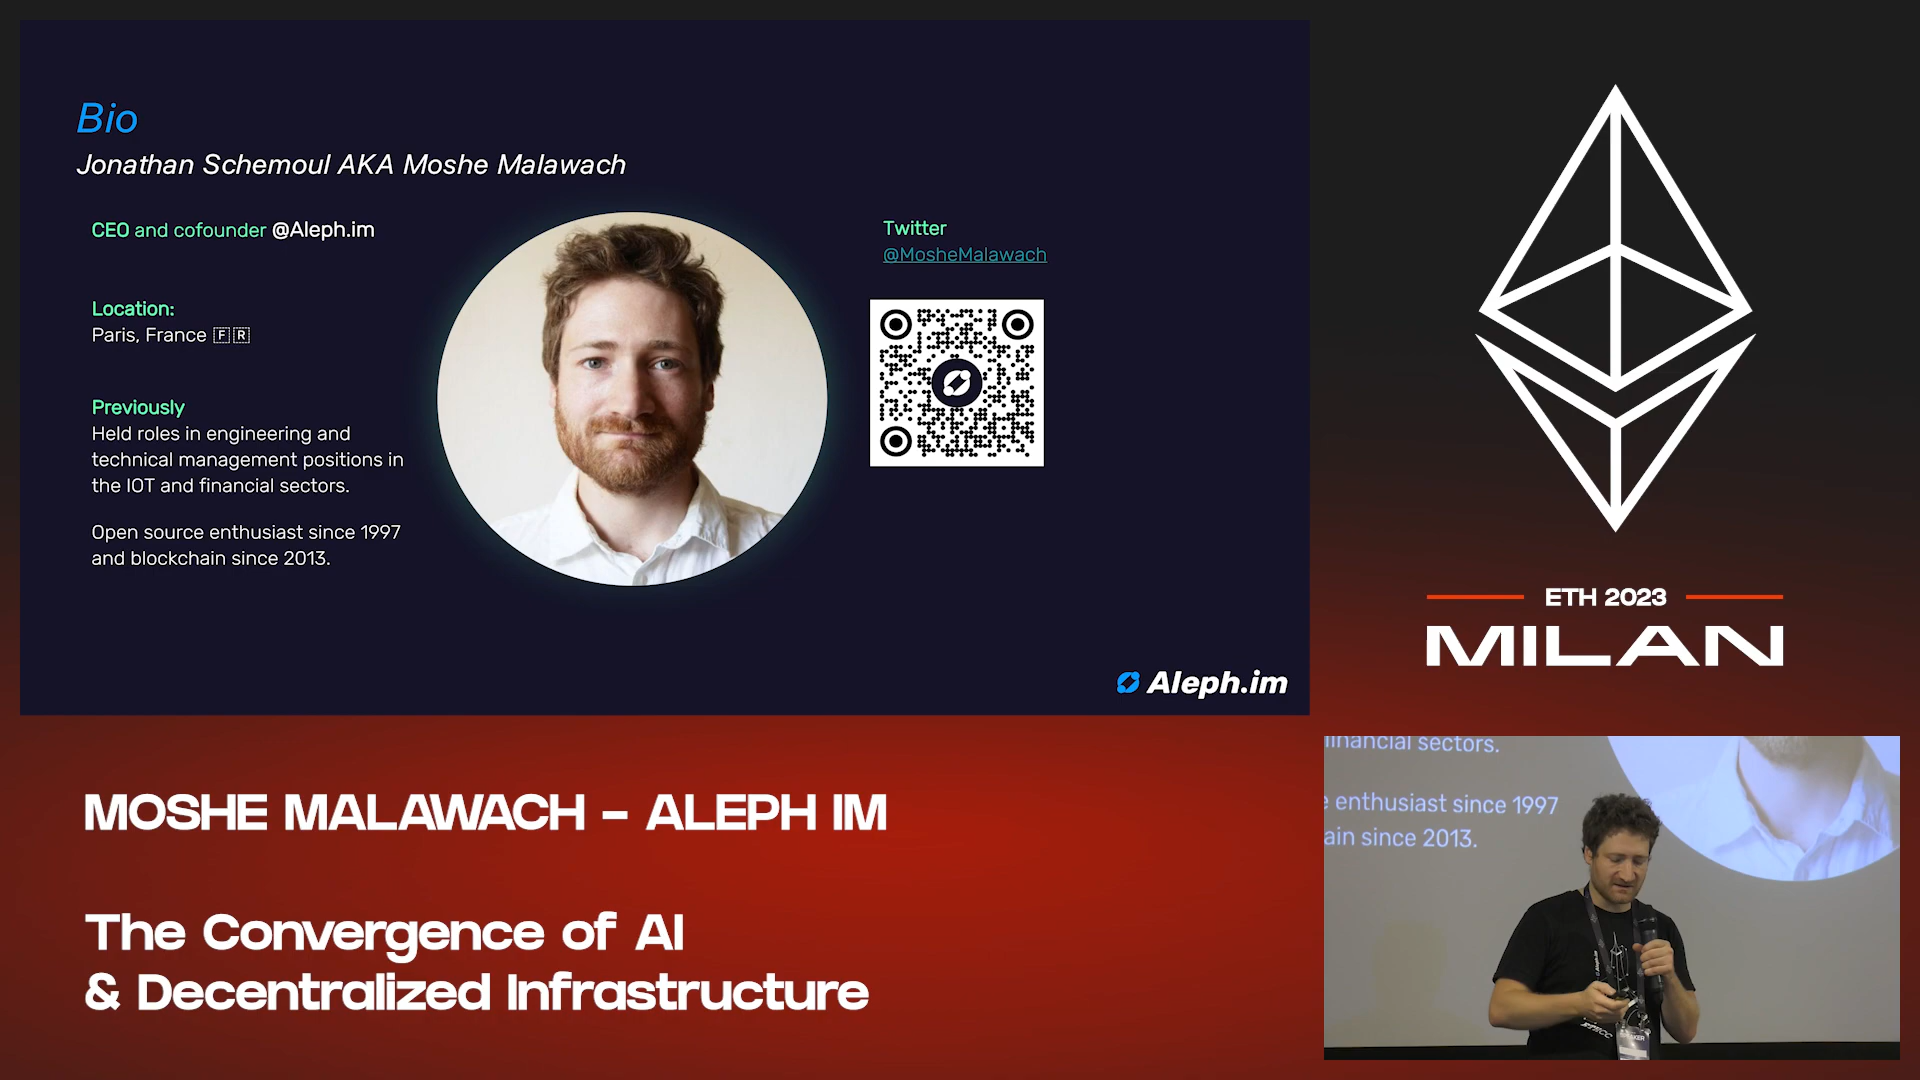 Bio
Jonathan Schemoul AKA Moshe Malawach
CEO and cofounder @Aleph.im
Location:
Paris, France 🇫🇷
Previously
Held roles in engineering and
technical management positions in
the IOT and financial sectors.
Open source enthusiast since 1997
and blockchain since 2013.
Twitter
@MosheMalawach
Aleph.im
ETH 2023
MILAN
MOSHE MALAWACH – ALEPH IM
The Convergence of AI
& Decentralized Infrastructure
financial sectors.
enthusiast since 1997
ain since 2013.
Aleph.im